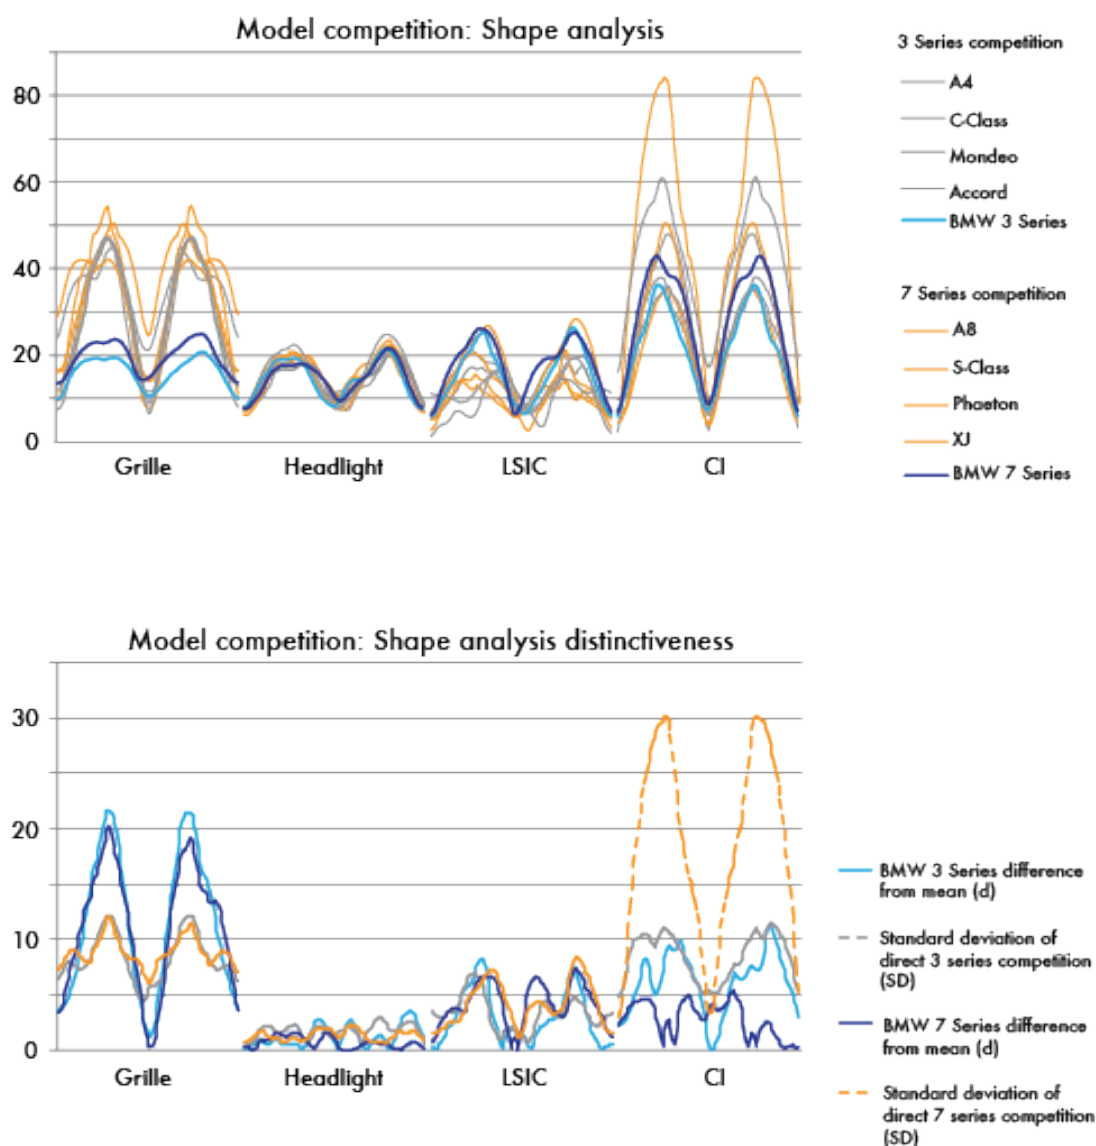 Model competition: Shape analysis
80
60
40
20
0
Grille
Headlight
LSIC
CI
3 Series competition
A4
C-Class
Mondeo
Accord
BMW 3 Series
7 Series competition
A8
S-Class
Phaeton
XJ
BMW 7 Series
Model competition: Shape analysis distinctiveness
30
20
10
0
Grille
Headlight
LSIC
CI
BMW 3 Series difference
from mean (d)
Standard deviation of
direct 3 series competition
(SD)
BMW 7 Series difference
from mean (d)
Standard deviation of
direct 7 series competition
(SD)